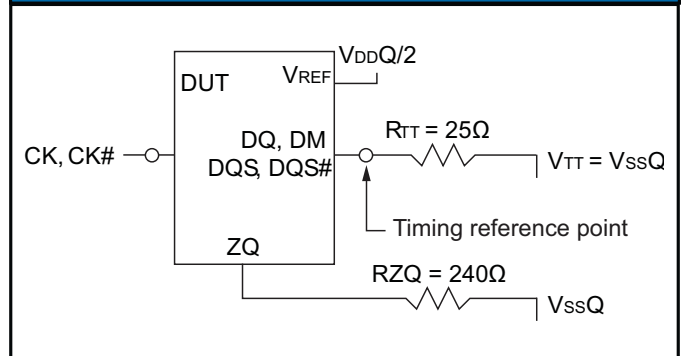 VDDQ/2
DUT
VREF
RTT = 25Ω
DQ, DM
CK, CK#
DQS, DQS#
VTT = VSSQ
Timing reference point
ZQ
RZQ = 240Ω
VSSQ